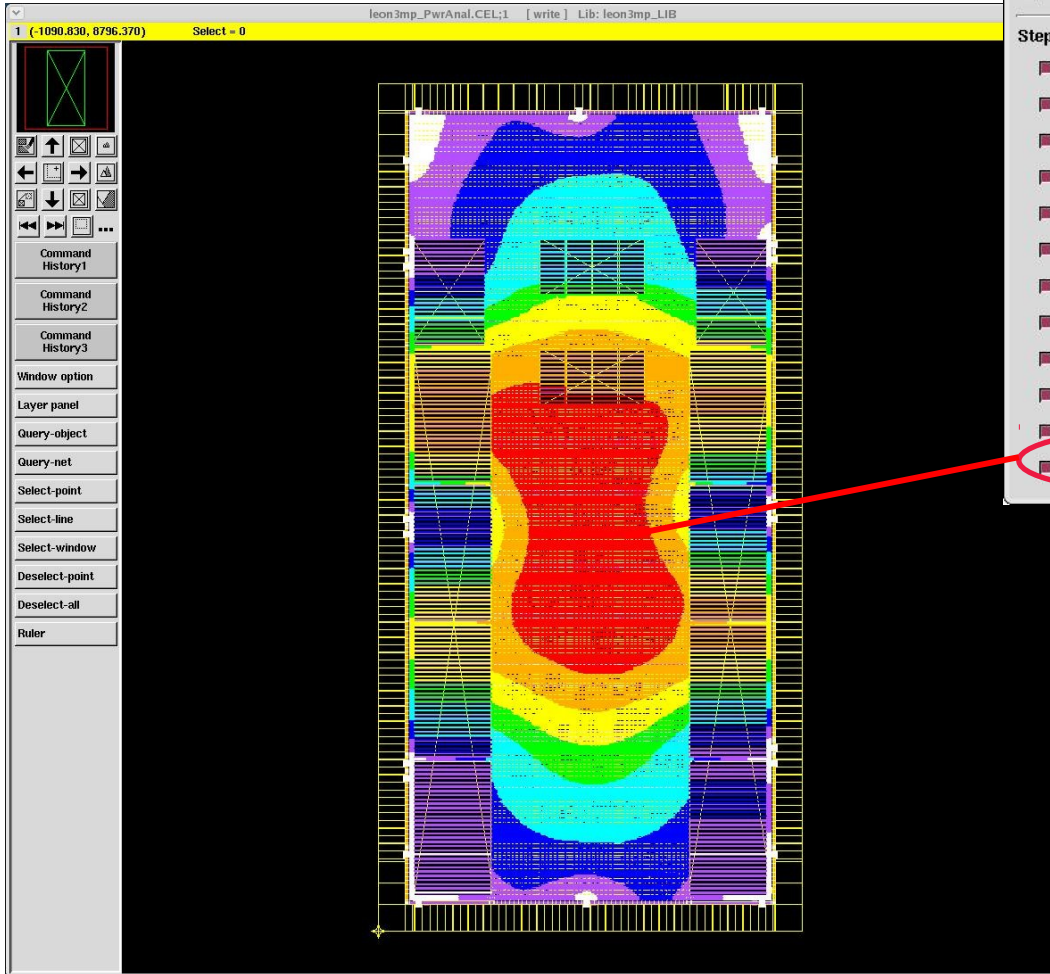 leon3mp_PwrAnal.CEL;1 [ write ] Lib: leon3mp_LIB
1 (-1090.830, 8796.370) Select = 0
Step
...
Command
History1
Command
History2
Command
History3
Window option
Layer panel
Query-object
Query-net
Select-point
Select-line
Select-window
Deselect-point
Deselect-all
Ruler